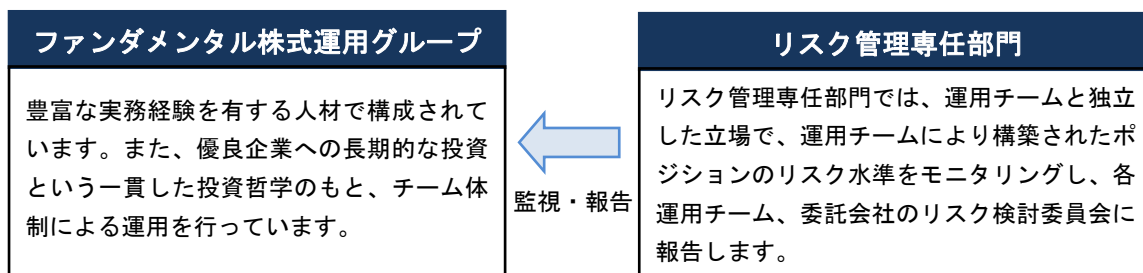 ファンダメンタル株式運用グループ
豊富な実務経験を有する人材で構成されて
います。また、優良企業への長期的な投資
という一貫した投資哲学のもと、チーム体
制による運用を行っています。
監視・報告
リスク管理専任部門
リスク管理専任部門では、運用チームと独立
した立場で、運用チームにより構築されたポ
ジションのリスク水準をモニタリングし、各
運用チーム、委託会社のリスク検討委員会に
報告します。